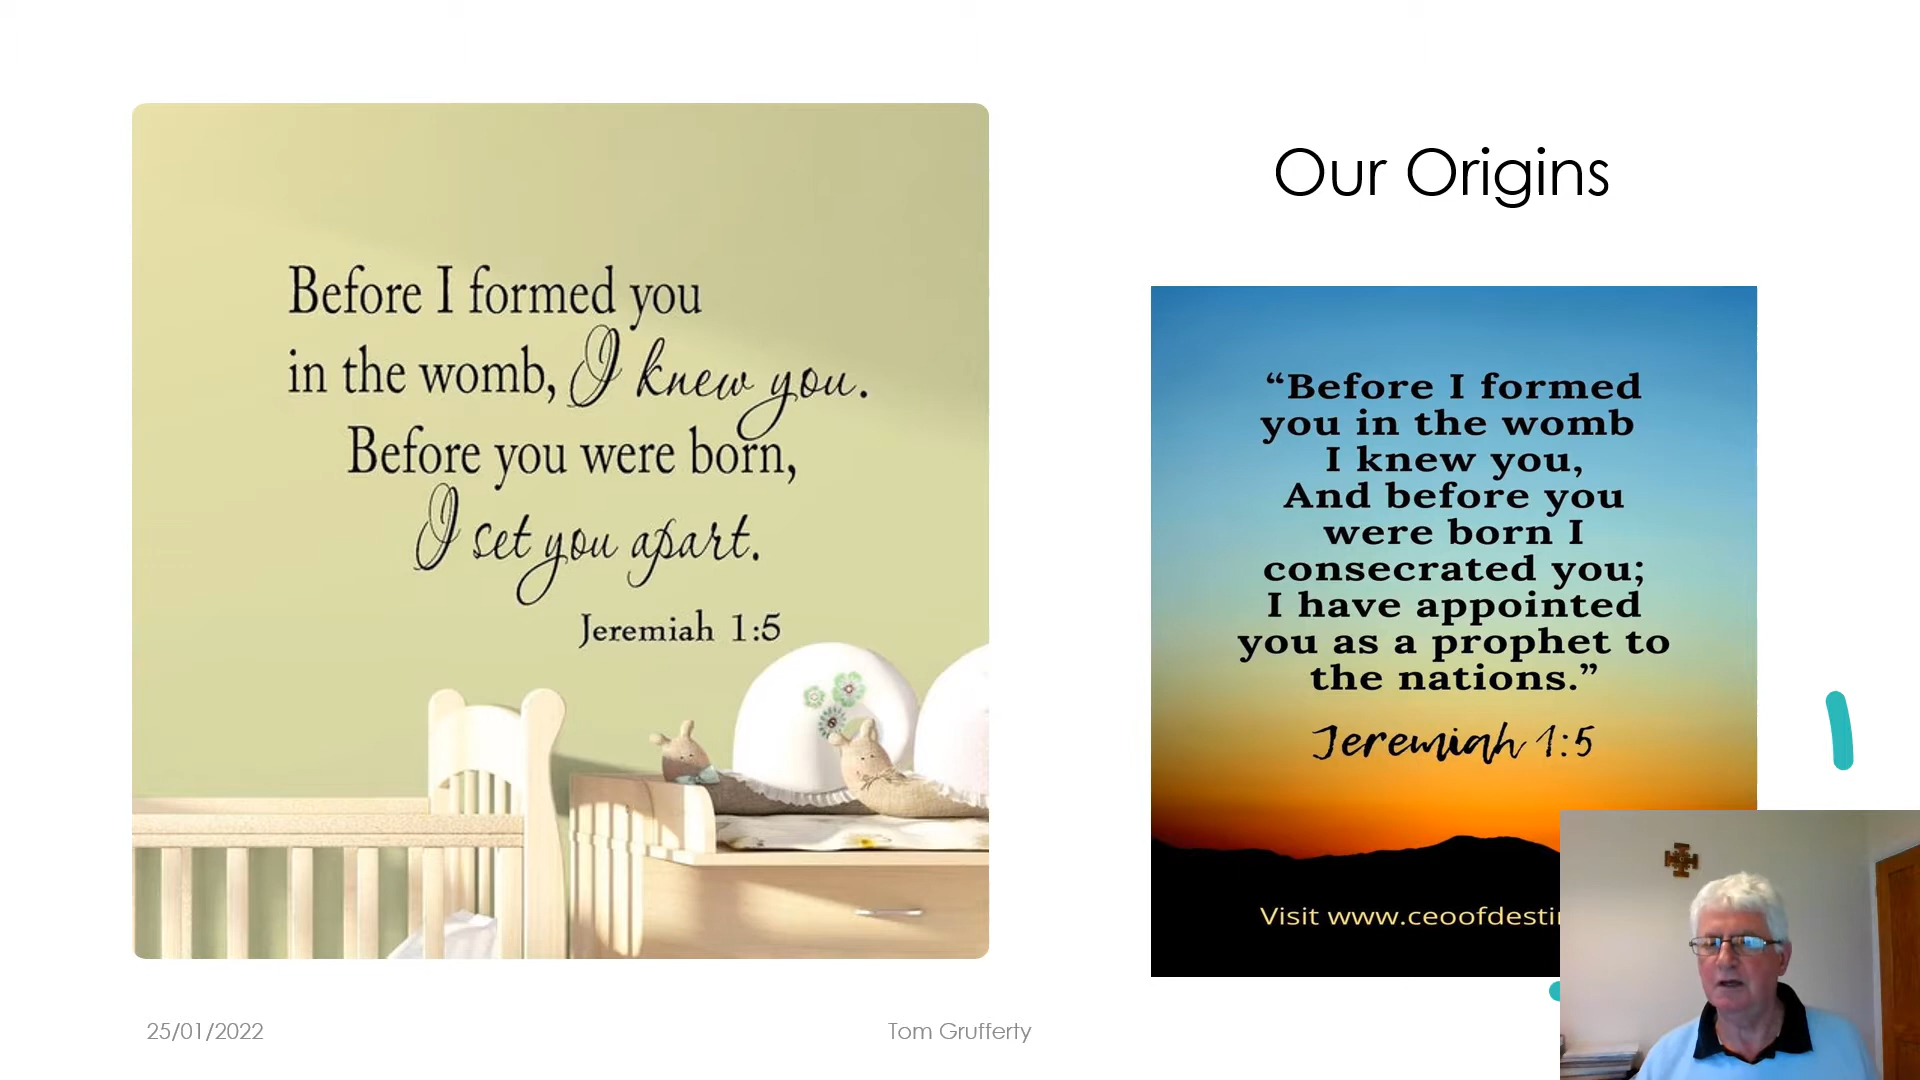 Our Origins
Before I formed you
in the womb, I knew you.
Before you were born,
I set you apart.
Jeremiah 1:5
“Before I formed
you in the womb
I knew you,
And before you
were born I
consecrated you;
I have appointed
you as a prophet to
the nations.”
Jeremiah 1:5
Visit www.ceoofdesti
25/01/2022
Tom Grufferty